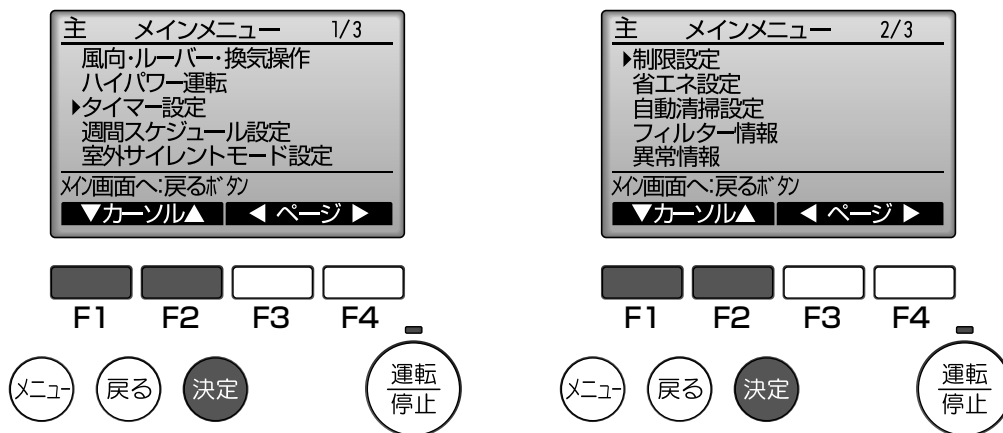 主 メインメニュー 1/3
風向･ルーバー･換気操作
ハイパワー運転
▶タイマー設定
週間スケジュール設定
室外サイレントモード設定
ﾒｲﾝ画面へ:戻るﾎﾞﾀﾝ
▼カーソル▲ ◀ ページ ▶
F1 F2 F3 F4
メニュー 戻る 決定 運転
停止
主 メインメニュー 2/3
▶制限設定
省エネ設定
自動清掃設定
フィルター情報
異常情報
ﾒｲﾝ画面へ:戻るﾎﾞﾀﾝ
▼カーソル▲ ◀ ページ ▶
F1 F2 F3 F4
メニュー 戻る 決定 運転
停止